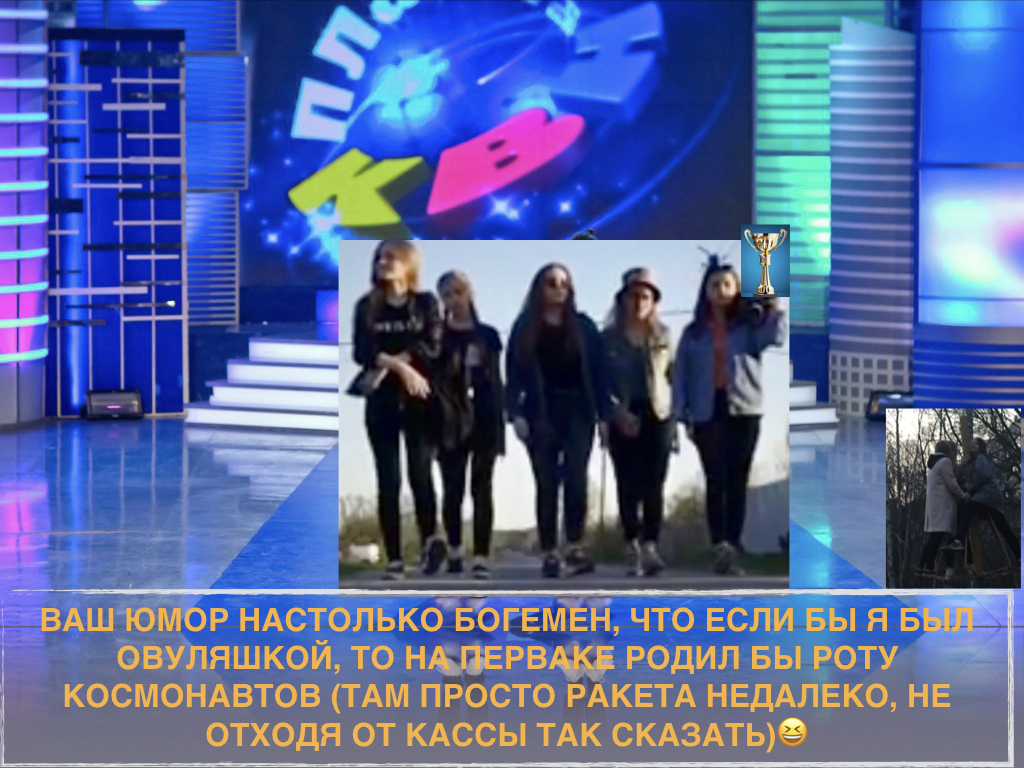 КВН
ВАШ ЮМОР НАСТОЛЬКО БОГЕМЕН, ЧТО ЕСЛИ БЫ Я БЫЛ
ОВУЛЯШКОЙ, ТО НА ПЕРВАКЕ РОДИЛ БЫ РОТУ
КОСМОНАВТОВ (ТАМ ПРОСТО РАКЕТА НЕДАЛЕКО, НЕ
ОТХОДЯ ОТ КАССЫ ТАК СКАЗАТЬ)😆